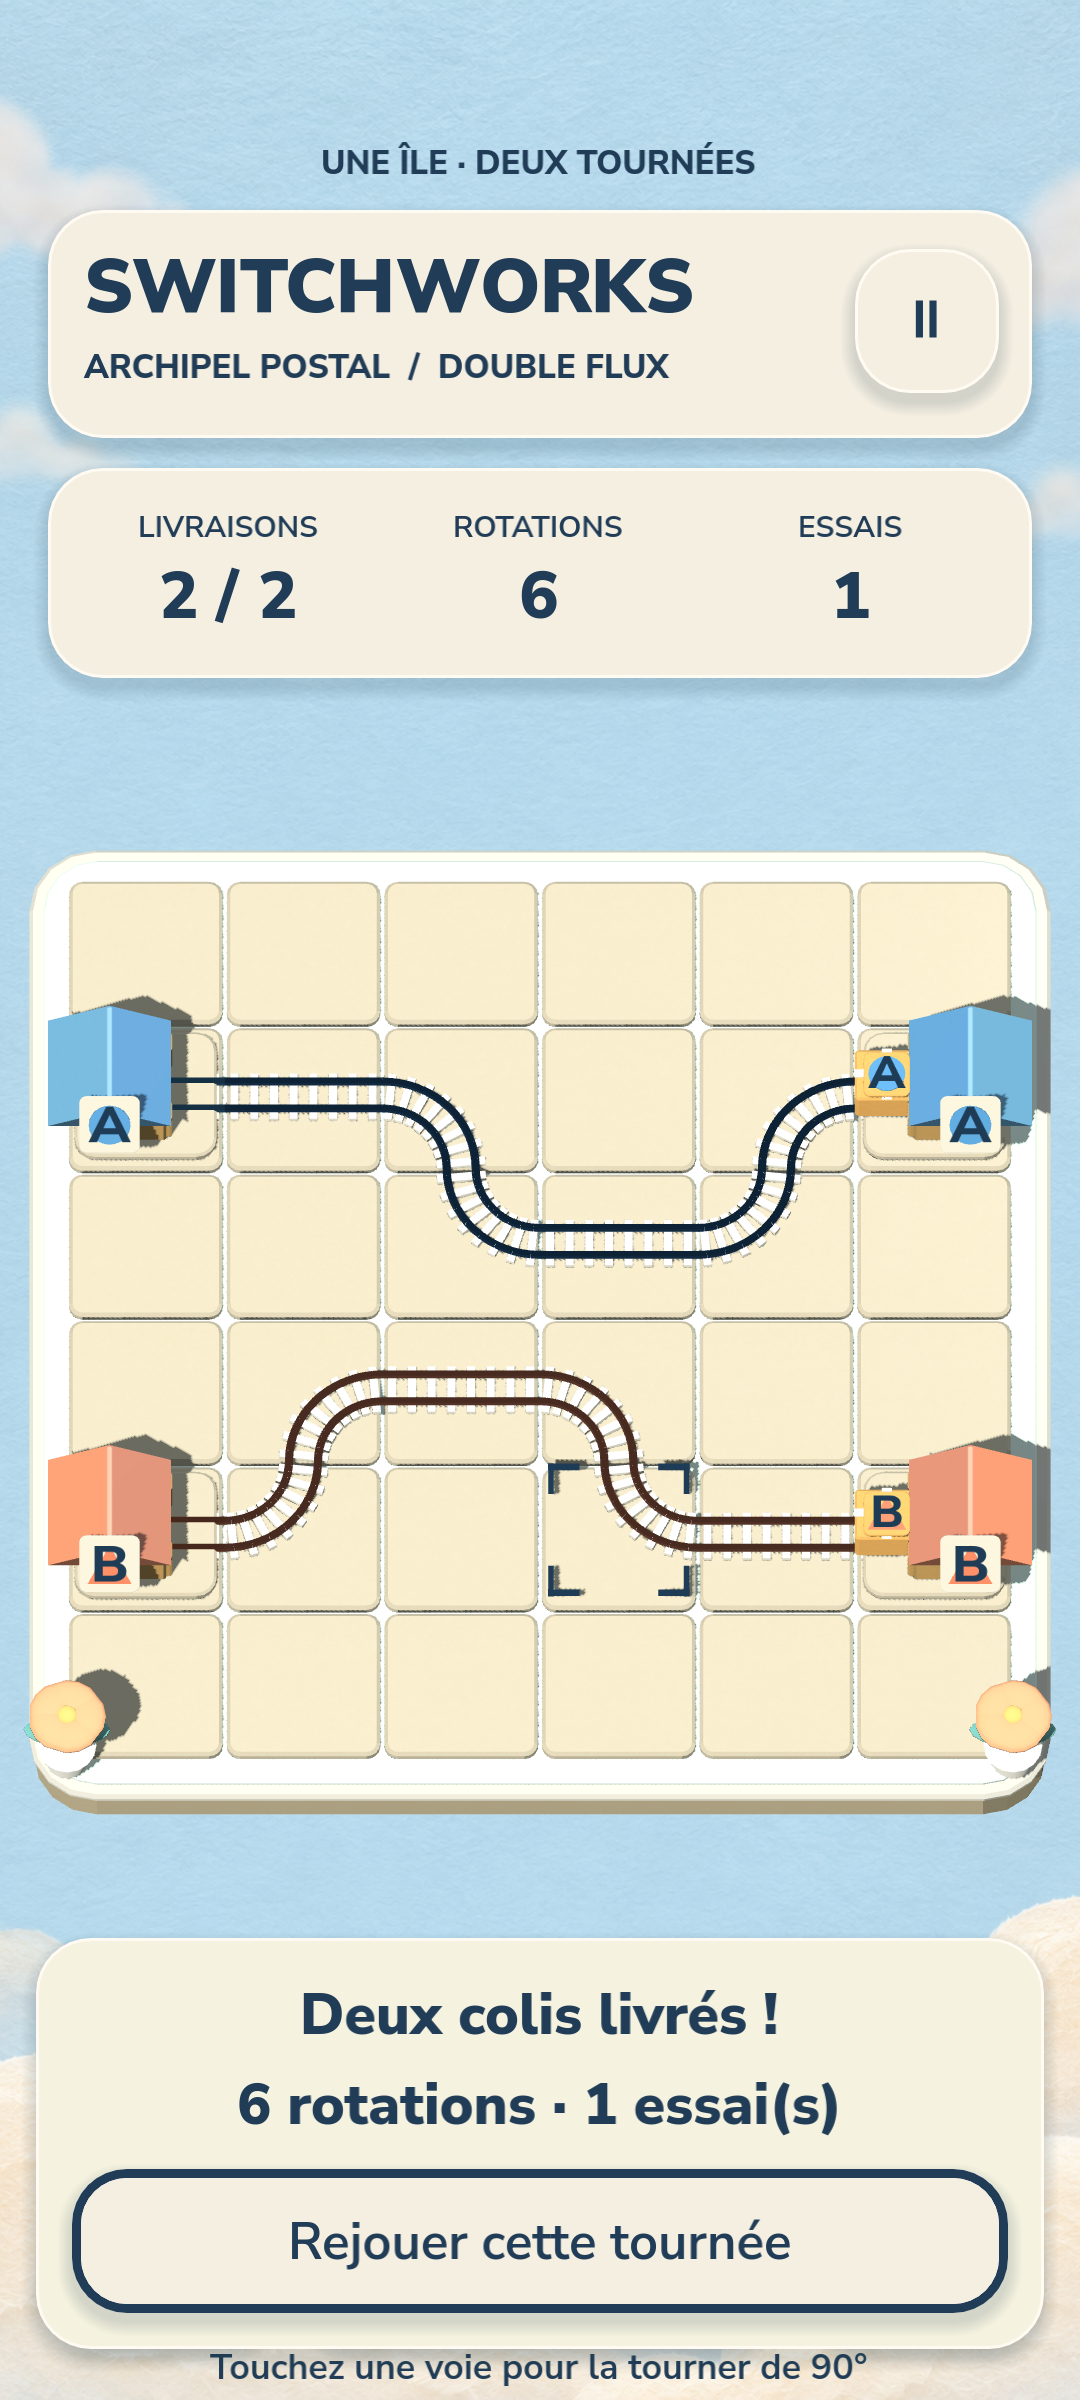 UNE ÎLE · DEUX TOURNÉES
SWITCHWORKS
ARCHIPEL POSTAL / DOUBLE FLUX
LIVRAISONS
2 / 2
ROTATIONS
6
ESSAIS
1
A
A
A
B
B
B
Deux colis livrés !
6 rotations · 1 essai(s)
Rejouer cette tournée
Touchez une voie pour la tourner de 90°